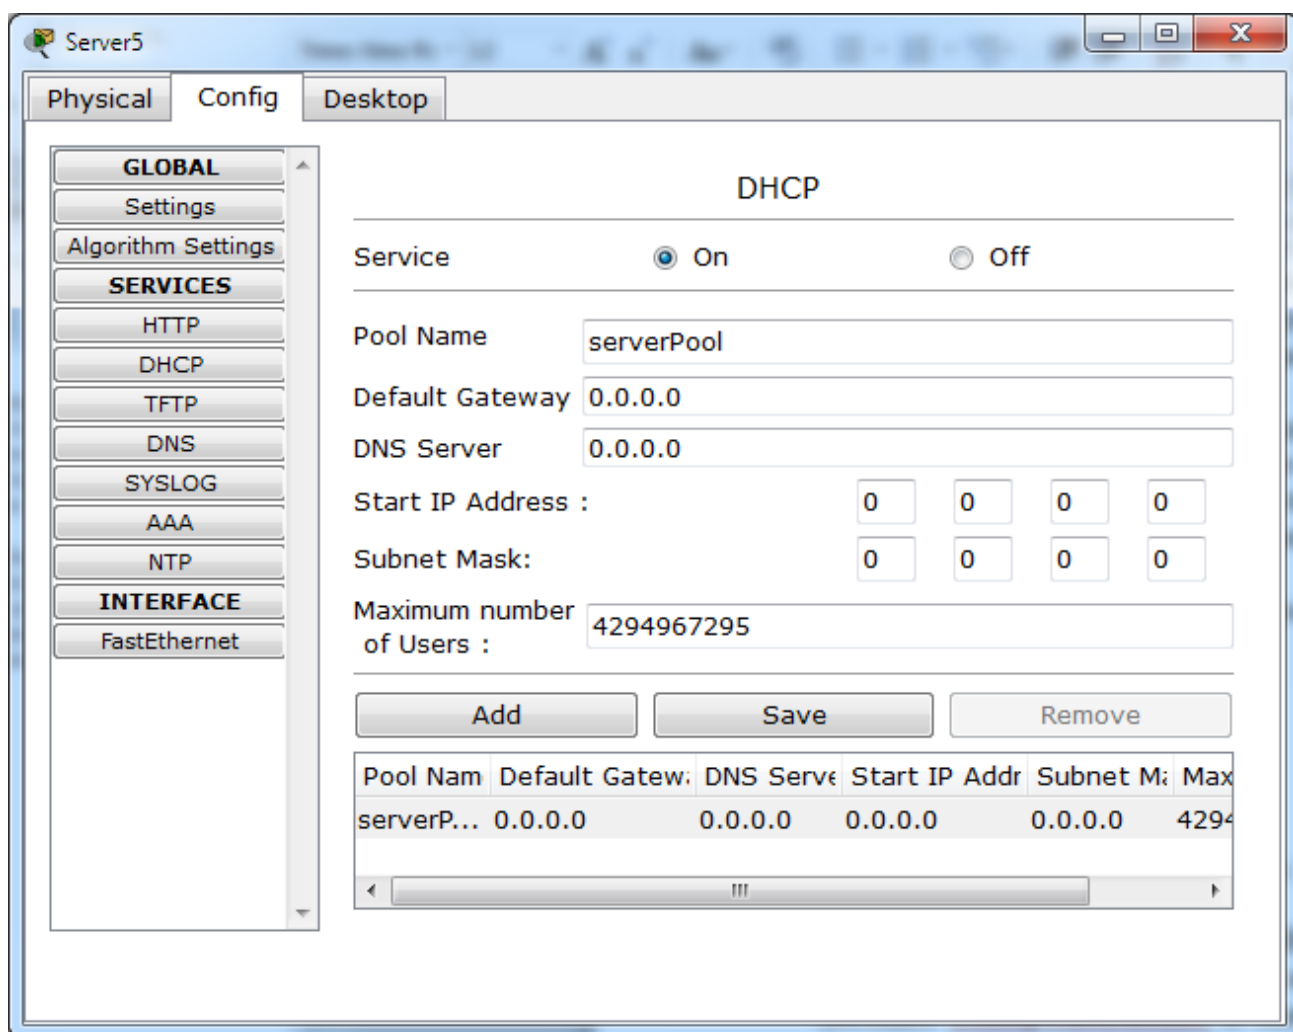 Server5
Physical Config Desktop
GLOBAL
Settings
Algorithm Settings
SERVICES
HTTP
DHCP
TFTP
DNS
SYSLOG
AAA
NTP
INTERFACE
FastEthernet
DHCP
Service On Off
Pool Name serverPool
Default Gateway 0.0.0.0
DNS Server 0.0.0.0
Start IP Address : 0 0 0 0
Subnet Mask: 0 0 0 0
Maximum number
of Users : 4294967295
Add Save Remove
Pool Nam Default Gatew DNS Serve Start IP Addr Subnet Ma Max
serverP... 0.0.0.0 0.0.0.0 0.0.0.0 0.0.0.0 4294